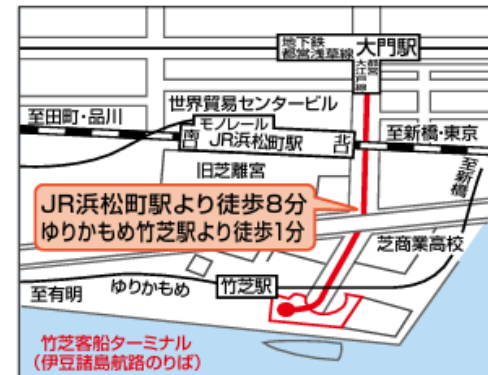 地下鉄
都営浅草線
大門駅
都営
大江戸線
世界貿易センタービル
至田町・品川
モノレール
南口
JR浜松町駅
北口
至新橋・東京
旧芝離宮
至新橋
JR浜松町駅より徒歩8分
ゆりかもめ竹芝駅より徒歩1分
芝商業高校
至有明
ゆりかもめ
竹芝駅
竹芝客船ターミナル
(伊豆諸島航路のりば)